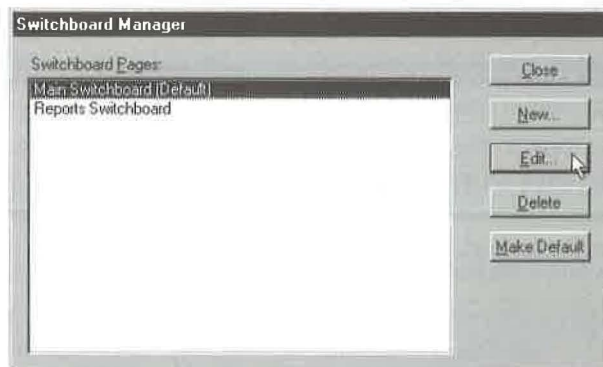 Switchboard Manager
Switchboard Pages:
Main Switchboard (Default)
Reports Switchboard
Close
New...
Edit...
Delete
Make Default